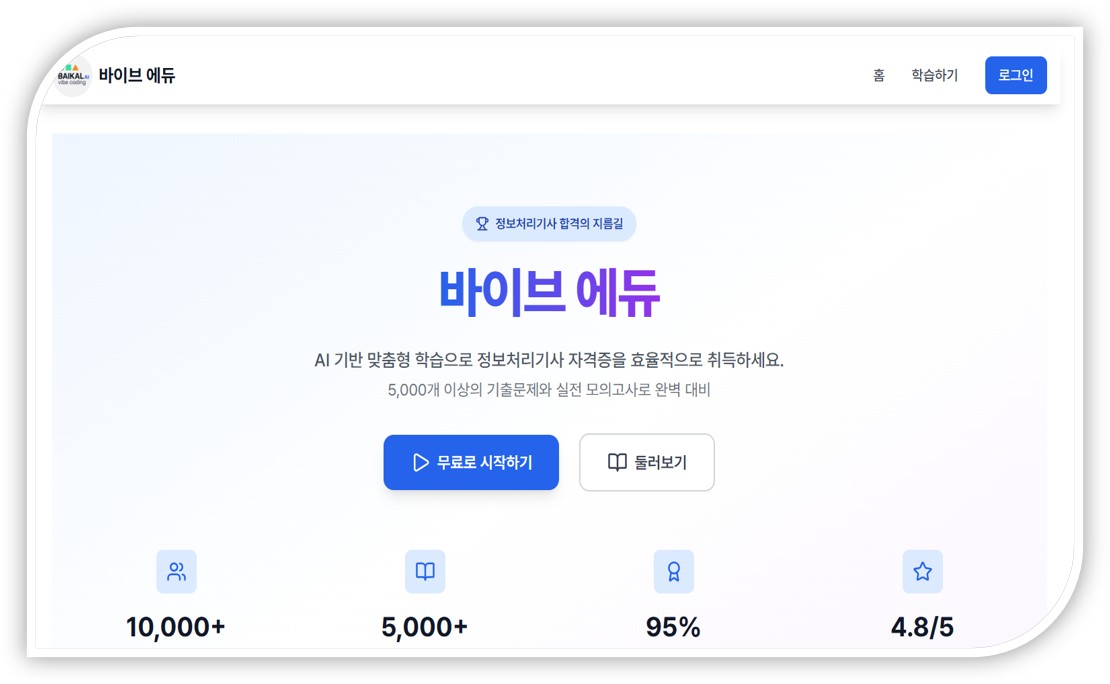 BAIKAL AI
vibe coding
바이브 에듀
홈
학습하기
로그인
정보처리기사 합격의 지름길
바이브 에듀
AI 기반 맞춤형 학습으로 정보처리기사 자격증을 효율적으로 취득하세요.
5,000개 이상의 기출문제와 실전 모의고사로 완벽 대비
무료로 시작하기
둘러보기
10,000+
5,000+
95%
4.8/5